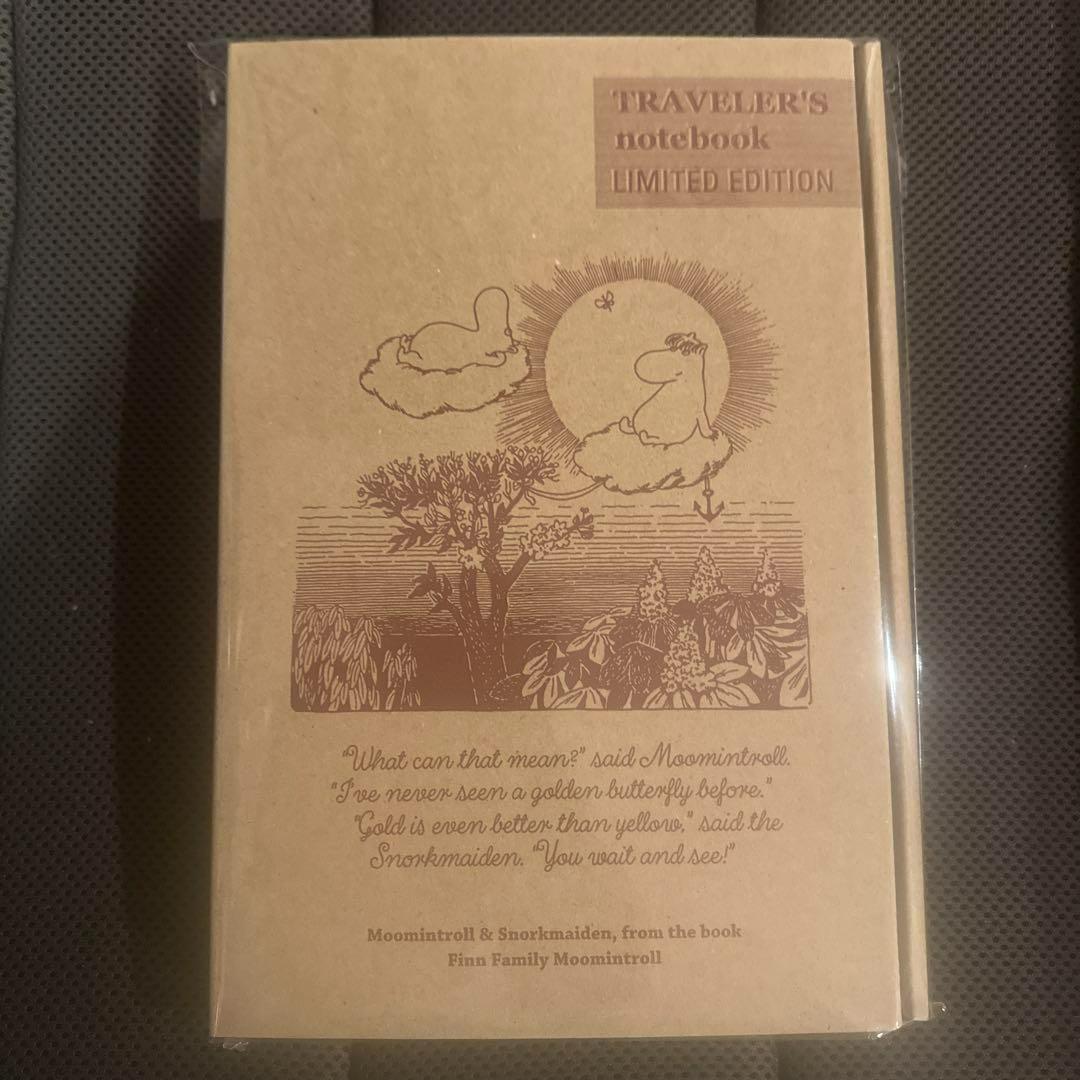 TRAVELER'S
notebook
LIMITED EDITION
"What can that mean?" said Moomintroll.
"I've never seen a golden butterfly before."
"Gold is even better than yellow," said the
Snorkmaiden. "You wait and see!"
Moomintroll & Snorkmaiden, from the book
Finn Family Moomintroll